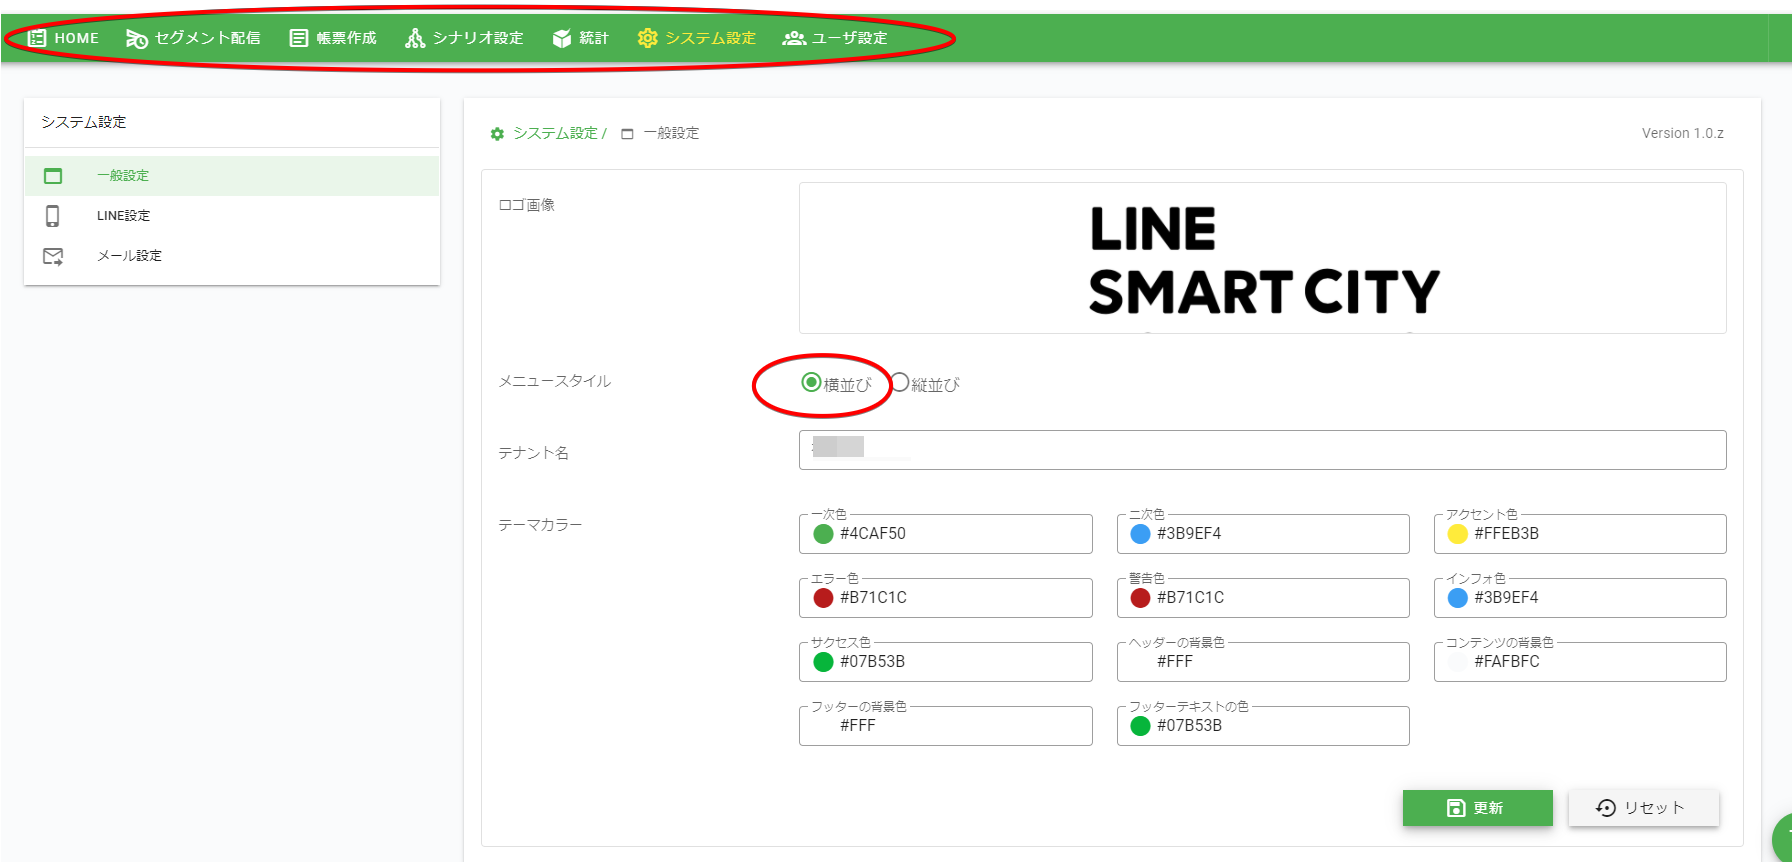 HOME セグメント配信 帳票作成 シナリオ設定 統計 システム設定 ユーザ設定
システム設定
一般設定
LINE設定
メール設定
システム設定 / 一般設定 Version 1.0.z
ロゴ画像
LINE
SMART CITY
メニュースタイル 横並び 縦並び
テナント名
テーマカラー
一次色 二次色 アクセント色
#4CAF50 #3B9EF4 #FFEB3B
エラー色 警告色 インフォ色
#B71C1C #B71C1C #3B9EF4
サクセス色 ヘッダーの背景色 コンテンツの背景色
#07B53B #FFF #FAFBFC
フッターの背景色 フッターテキストの色
#FFF #07B53B
更新 リセット